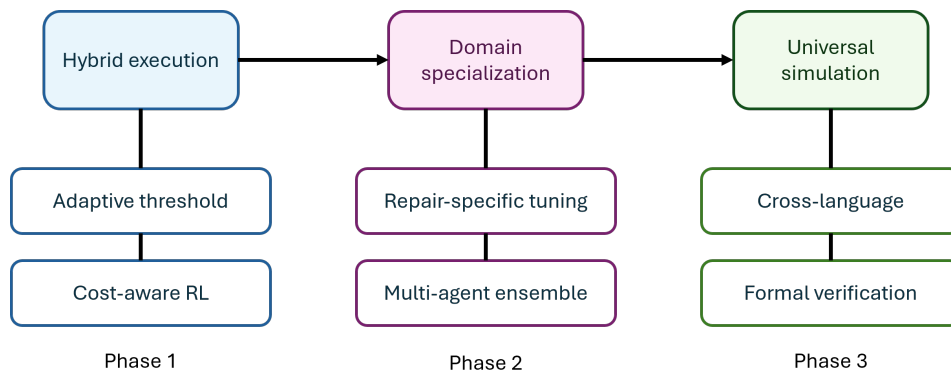 Hybrid execution
Domain
specialization
Universal
simulation
Adaptive threshold
Repair-specific tuning
Cross-language
Cost-aware RL
Multi-agent ensemble
Formal verification
Phase 1
Phase 2
Phase 3